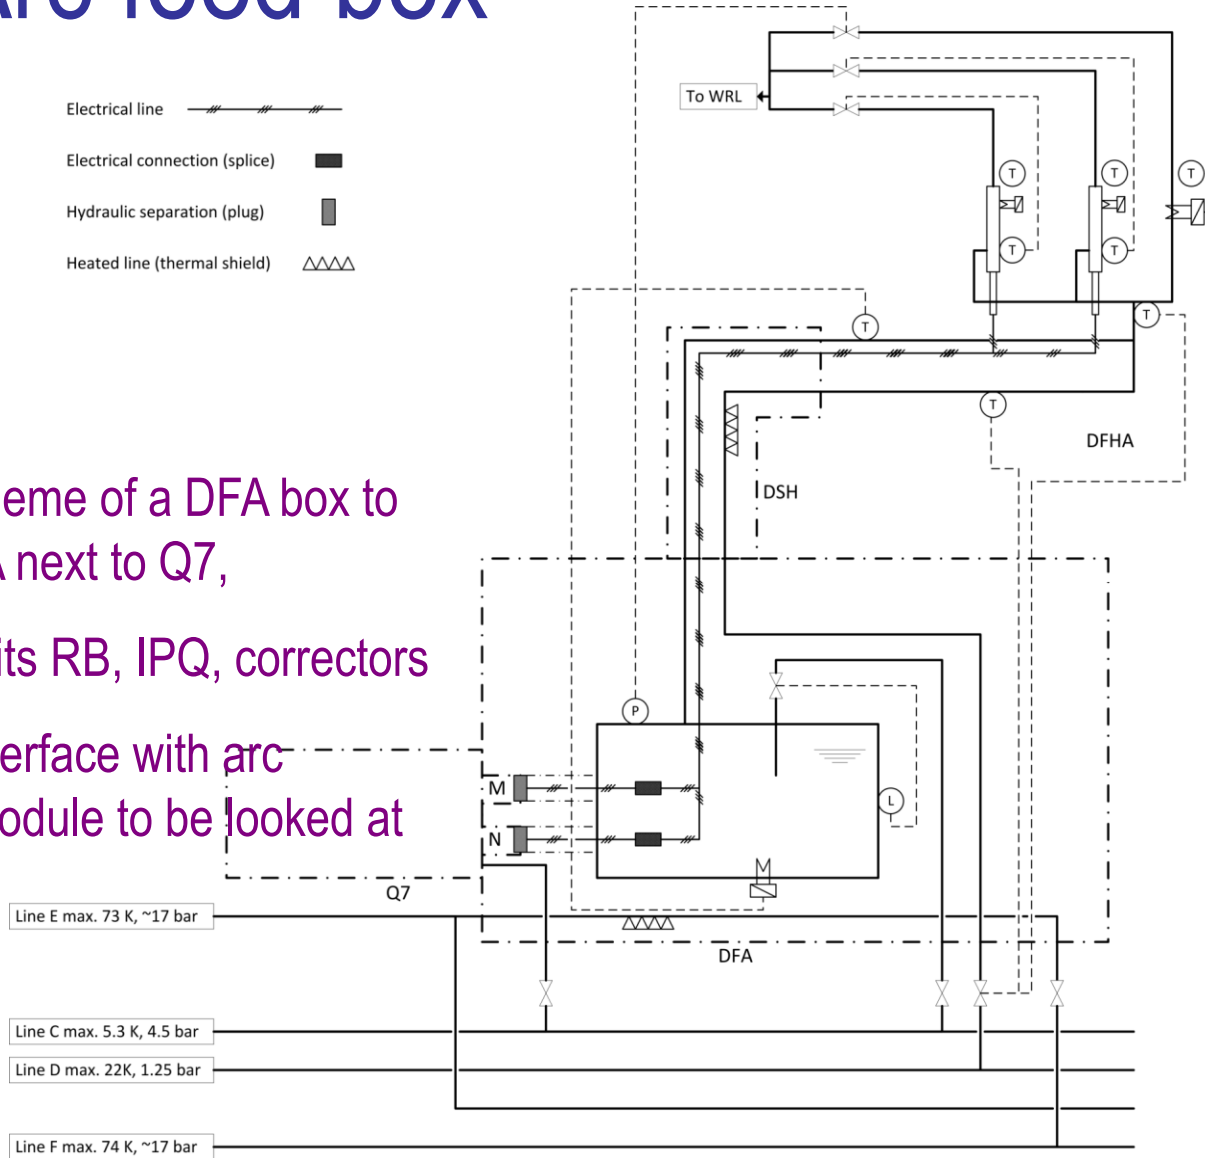 Arc feed box
Electrical line
Electrical connection (splice)
Hydraulic separation (plug)
Heated line (thermal shield)
To WRL
T
T
T
T
T
T
T
T
DFHA
DSH
eme of a DFA box to
next to Q7,
its RB, IPQ, correctors
erface with arc
odule to be looked at
P
L
M
N
Q7
DFA
Line E max. 73 K, ~17 bar
Line C max. 5.3 K, 4.5 bar
Line D max. 22K, 1.25 bar
Line F max. 74 K, ~17 bar